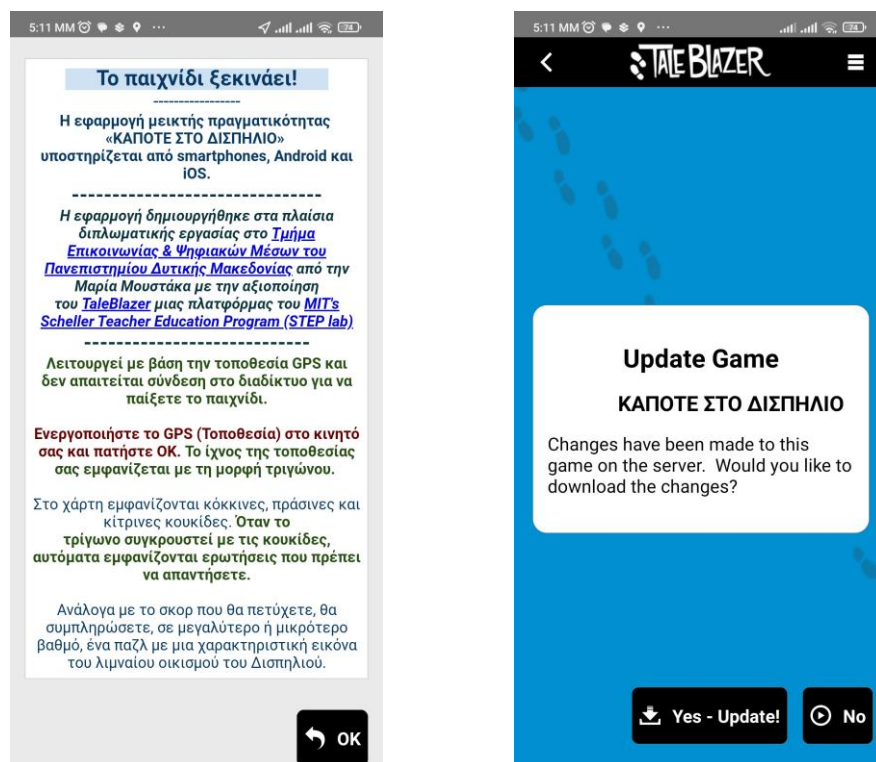 5:11 ΜΜ
74
Το παιχνίδι ξεκινάει!
-----------------
Η εφαρμογή μεικτής πραγματικότητας
«ΚΑΠΟΤΕ ΣΤΟ ΔΙΣΠΗΛΙΟ»
υποστηρίζεται από smartphones, Android και
iOS.
------------------------------
Η εφαρμογή δημιουργήθηκε στα πλαίσια
διπλωματικής εργασίας στο Τμήμα
Επικοινωνίας & Ψηφιακών Μέσων του
Πανεπιστημίου Δυτικής Μακεδονίας από την
Μαρία Μουστάκα με την αξιοποίηση
του TaleBlazer μιας πλατφόρμας του MIT's
Scheller Teacher Education Program (STEP lab)
---------------------------
Λειτουργεί με βάση την τοποθεσία GPS και
δεν απαιτείται σύνδεση στο διαδίκτυο για να
παίξετε το παιχνίδι.
Ενεργοποιήστε το GPS (Τοποθεσία) στο κινητό
σας και πατήστε ΟΚ. Το ίχνος της τοποθεσίας
σας εμφανίζεται με τη μορφή τριγώνου.
Στο χάρτη εμφανίζονται κόκκινες, πράσινες και
κίτρινες κουκίδες. Όταν το
τρίγωνο συγκρουστεί με τις κουκίδες,
αυτόματα εμφανίζονται ερωτήσεις που πρέπει
να απαντήσετε.
Ανάλογα με το σκορ που θα πετύχετε, θα
συμπληρώσετε, σε μεγαλύτερο ή μικρότερο
βαθμό, ένα παζλ με μια χαρακτηριστική εικόνα
του λιμναίου οικισμού του Δισπηλιού.
OK
5:11 ΜΜ
74
TALEBLAZER
Update Game
ΚΑΠΟΤΕ ΣΤΟ ΔΙΣΠΗΛΙΟ
Changes have been made to this
game on the server. Would you like to
download the changes?
Yes - Update!
No